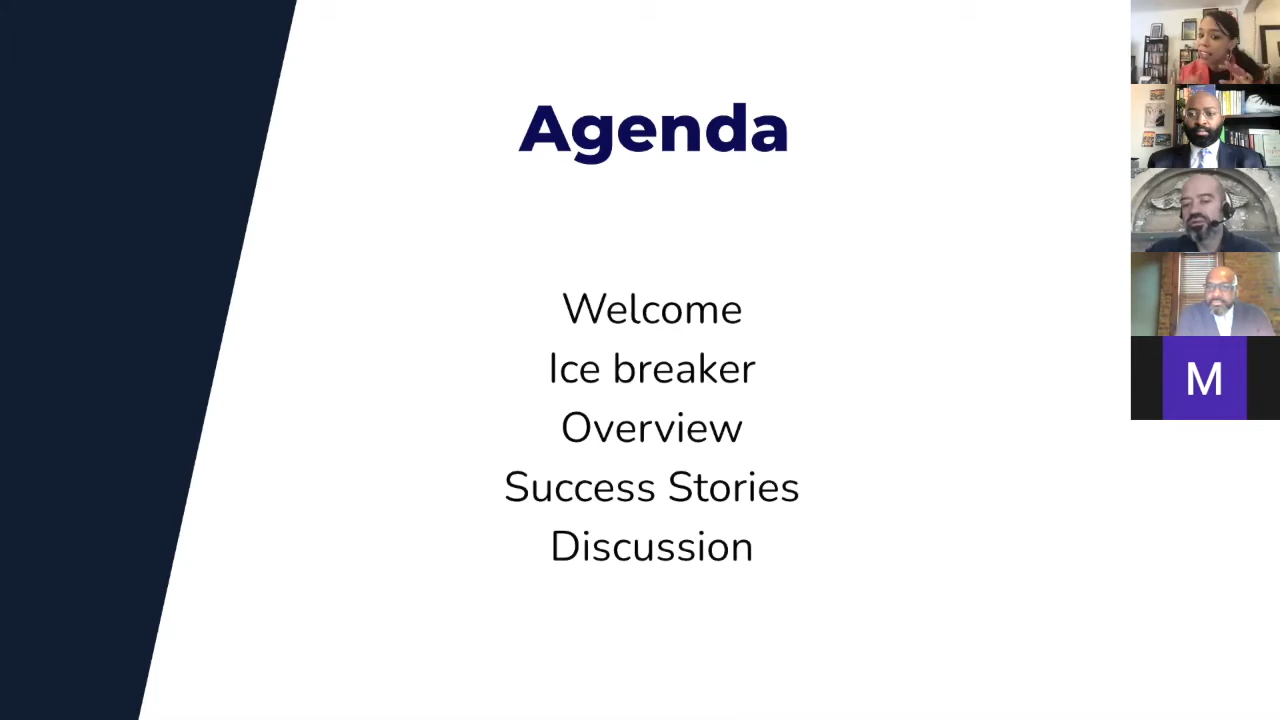 Agenda
Welcome
Ice breaker
Overview
Success Stories
Discussion
M